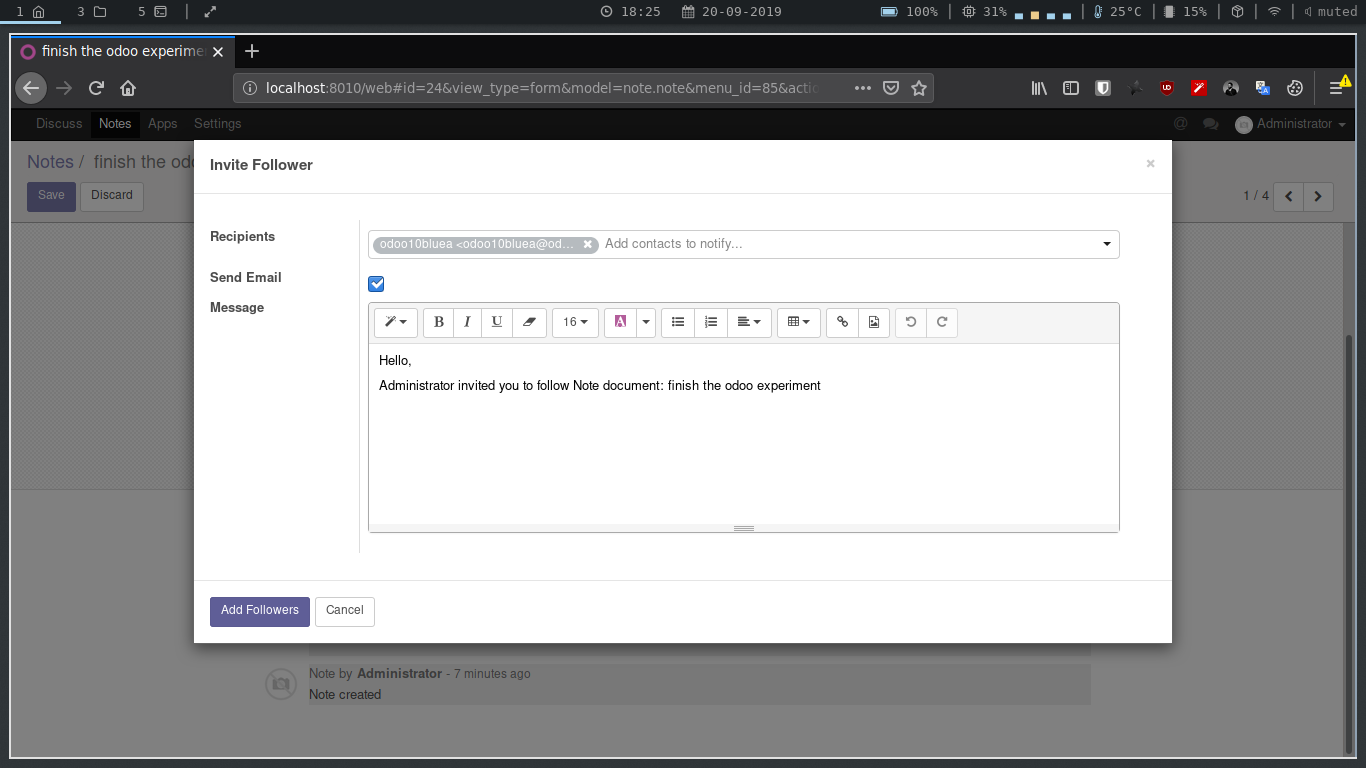 1 3 5 18:25 20-09-2019 100% 31% 25°C 15% muted
finish the odoo experime
localhost:8010/web#id=24&view_type=form&model=note.note&menu_id=85&actic
Discuss Notes Apps Settings @ Administrator
Notes / finish the od
Save Discard 1 / 4
Invite Follower ×
Recipients odoo10bluea <odoo10bluea@od... Add contacts to notify...
Send Email
Message
B I U 16 A
Hello,
Administrator invited you to follow Note document: finish the odoo experiment
Add Followers Cancel
Note by Administrator - 7 minutes ago
Note created